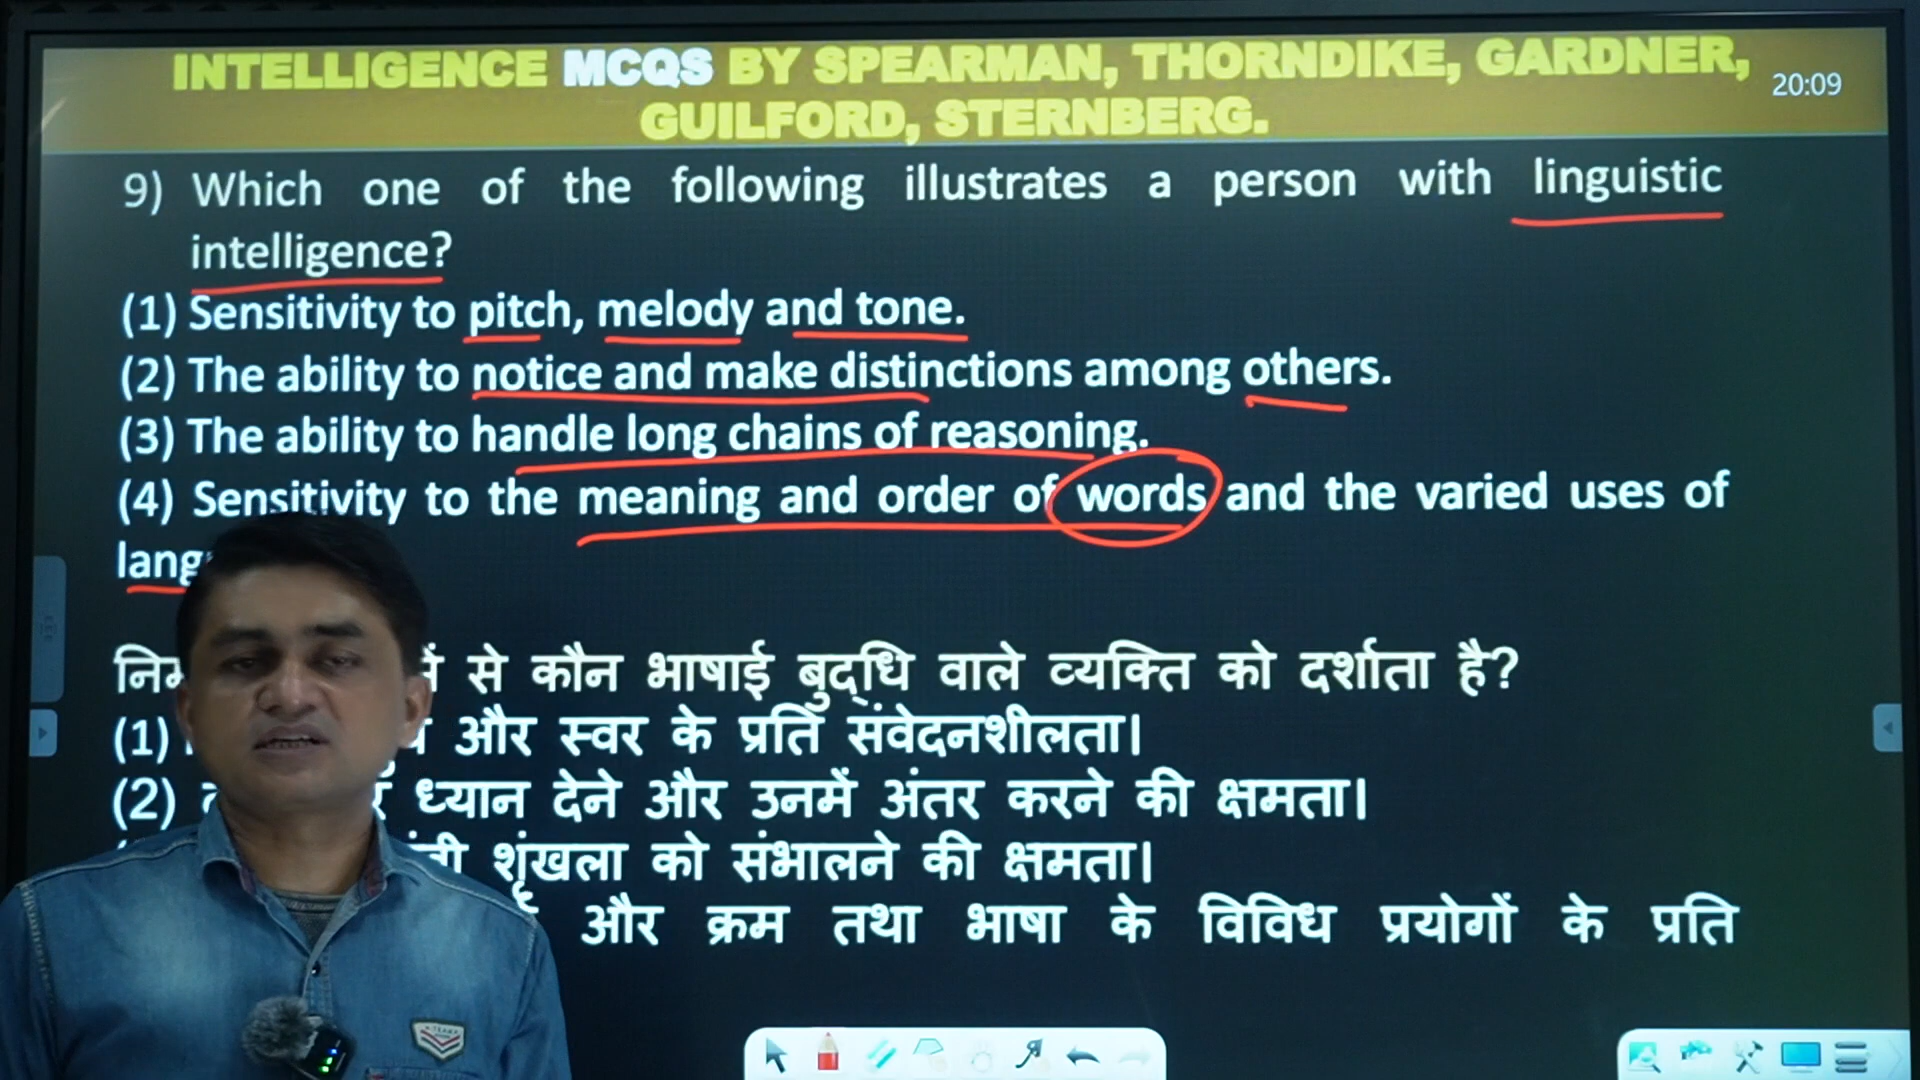 INTELLIGENCE MCQS BY SPEARMAN, THORNDIKE, GARDNER,
GUILFORD, STERNBERG.
20:09
9) Which one of the following illustrates a person with linguistic
intelligence?
(1) Sensitivity to pitch, melody and tone.
(2) The ability to notice and make distinctions among others.
(3) The ability to handle long chains of reasoning.
(4) Sensitivity to the meaning and order of words and the varied uses of
से कौन भाषाई बुद्धि वाले व्यक्ति को दर्शाता है?
(1) और स्वर के प्रति संवेदनशीलता।
(2) ध्यान देने और उनमें अंतर करने की क्षमता।
शृंखला को संभालने की क्षमता।
और क्रम तथा भाषा के विविध प्रयोगों के प्रति